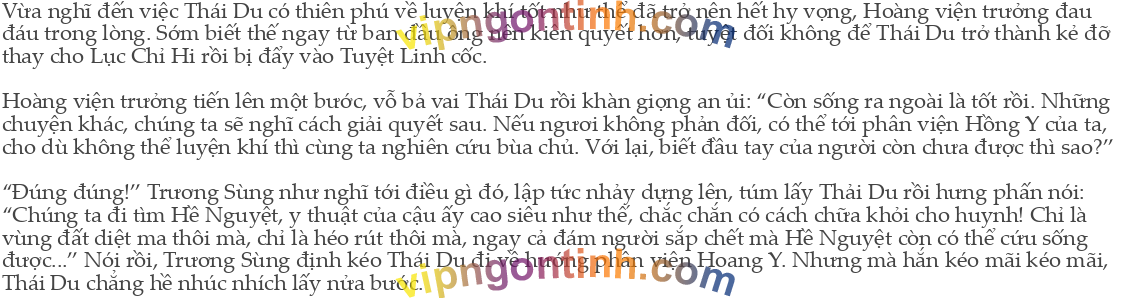 Vừa nghĩ đến việc Thái Du có thiên phú về luyện khí tốt như thế đã trở nên hết hy vọng, Hoàng viện trưởng đau
đáu trong lòng. Sớm biết thế ngay từ ban đầu ông nên kiên quyết hơn, tuyệt đối không để Thái Du trở thành kẻ đỡ
thay cho Lục Chỉ Hi rồi bị đẩy vào Tuyệt Linh cốc.
vipngontinh.com
Hoàng viện trưởng tiến lên một bước, vỗ bả vai Thái Du rồi khàn giọng an ủi: “Còn sống ra ngoài là tốt rồi. Những
chuyện khác, chúng ta sẽ nghĩ cách giải quyết sau. Nếu ngươi không phản đối, có thể tới phân viện Hồng Y của ta,
cho dù không thể luyện khí thì cùng ta nghiên cứu bùa chủ. Với lại, biết đâu tay của người còn chưa được thì sao?”
“Đúng đúng!” Trương Sùng như nghĩ tới điều gì đó, lập tức nhảy dựng lên, túm lấy Thải Du rồi hưng phấn nói:
“Chúng ta đi tìm Hề Nguyệt, y thuật của cậu ấy cao siêu như thế, chắc chắn có cách chữa khỏi cho huynh! Chỉ là
vùng đất diệt ma thôi mà, chỉ là héo rút thôi mà, ngay cả đám người sắp chết mà Hề Nguyệt còn có thể cứu sống
được...” Nói rồi, Trương Sùng định kéo Thái Du đi về hướng phân viện Hoang Y. Nhưng mà hắn kéo mãi kéo mãi,
Thái Du chẳng hề nhúc nhích lấy nửa bước.
vipngontinh.com